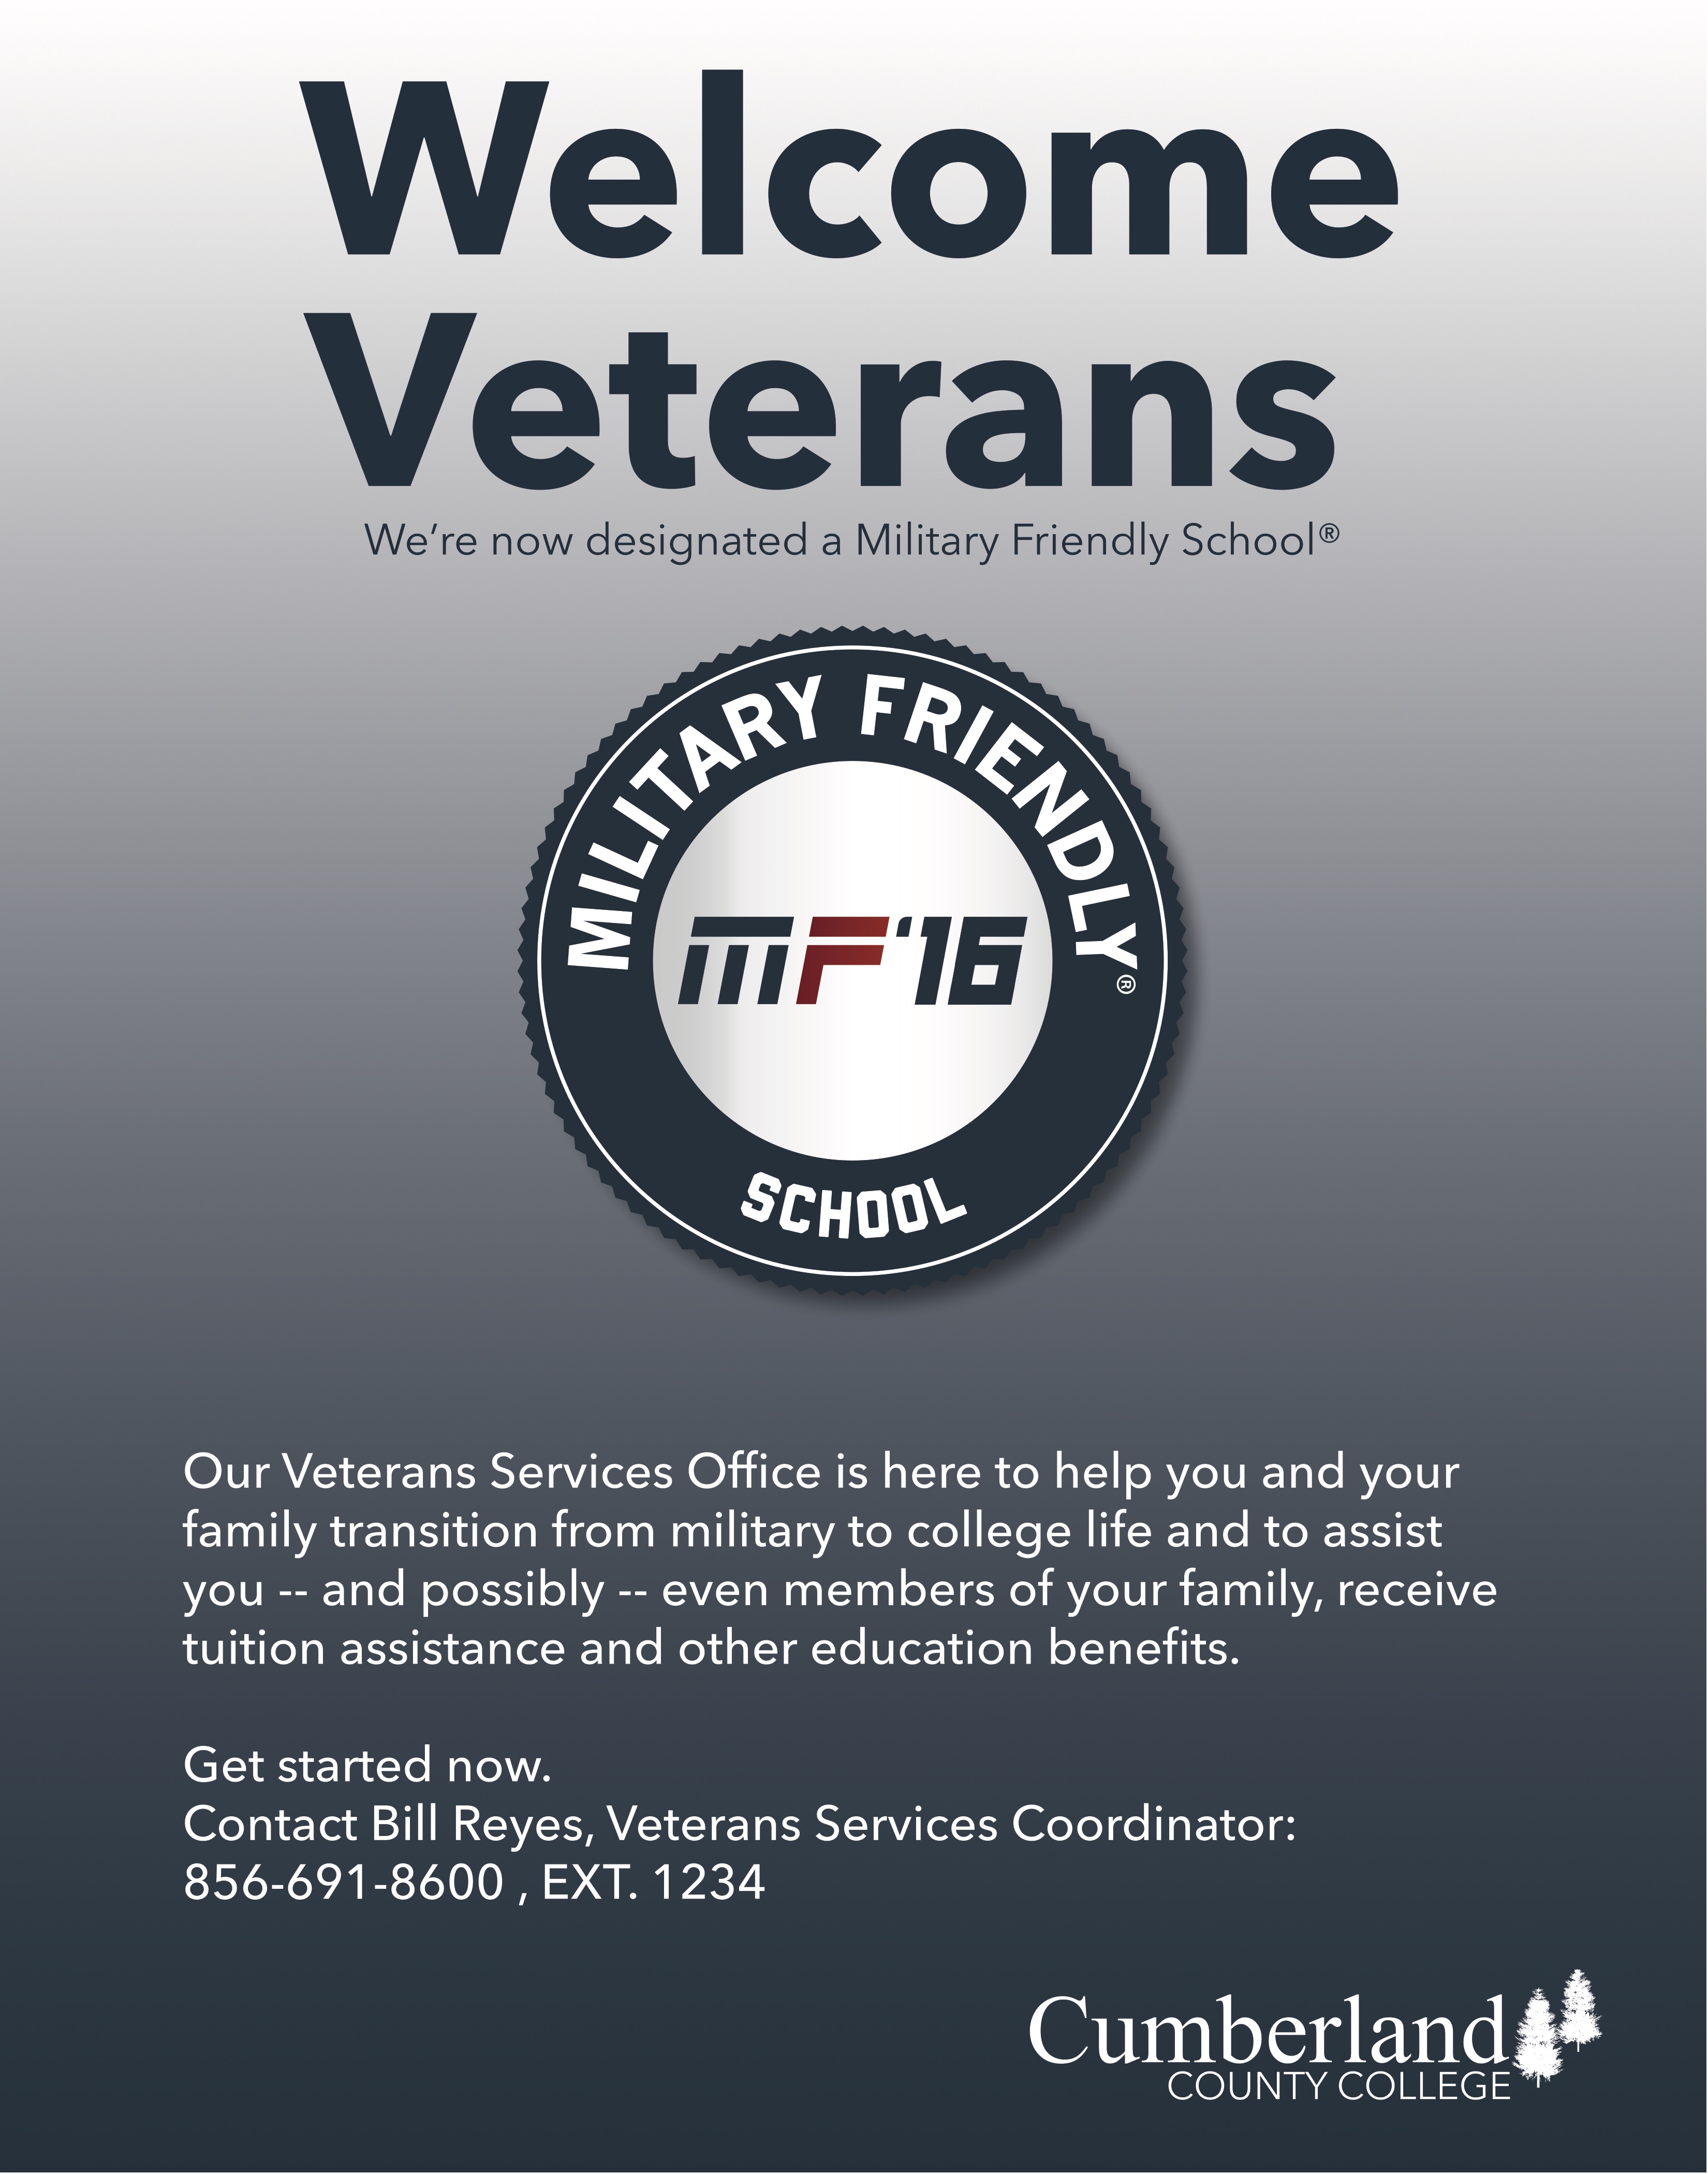 Welcome
Veterans
We’re now designated a Military Friendly School®
MILITARY FRIENDLY®
MF‘16
SCHOOL
Our Veterans Services Office is here to help you and your
family transition from military to college life and to assist
you -- and possibly -- even members of your family, receive
tuition assistance and other education benefits.
Get started now.
Contact Bill Reyes, Veterans Services Coordinator:
856-691-8600 , EXT. 1234
Cumberland
COUNTY COLLEGE